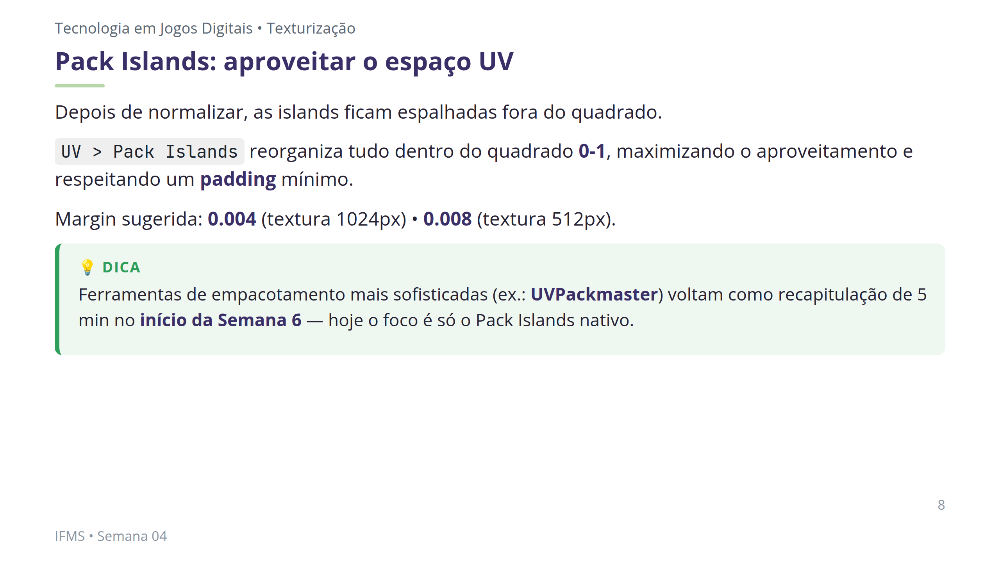 Tecnologia em Jogos Digitais • Texturização
Pack Islands: aproveitar o espaço UV
Depois de normalizar, as islands ficam espalhadas fora do quadrado.
UV > Pack Islands reorganiza tudo dentro do quadrado 0-1, maximizando o aproveitamento e
respeitando um padding mínimo.
Margin sugerida: 0.004 (textura 1024px) • 0.008 (textura 512px).
💡 DICA
Ferramentas de empacotamento mais sofisticadas (ex.: UVPackmaster) voltam como recapitulação de 5
min no início da Semana 6 — hoje o foco é só o Pack Islands nativo.
8
IFMS • Semana 04